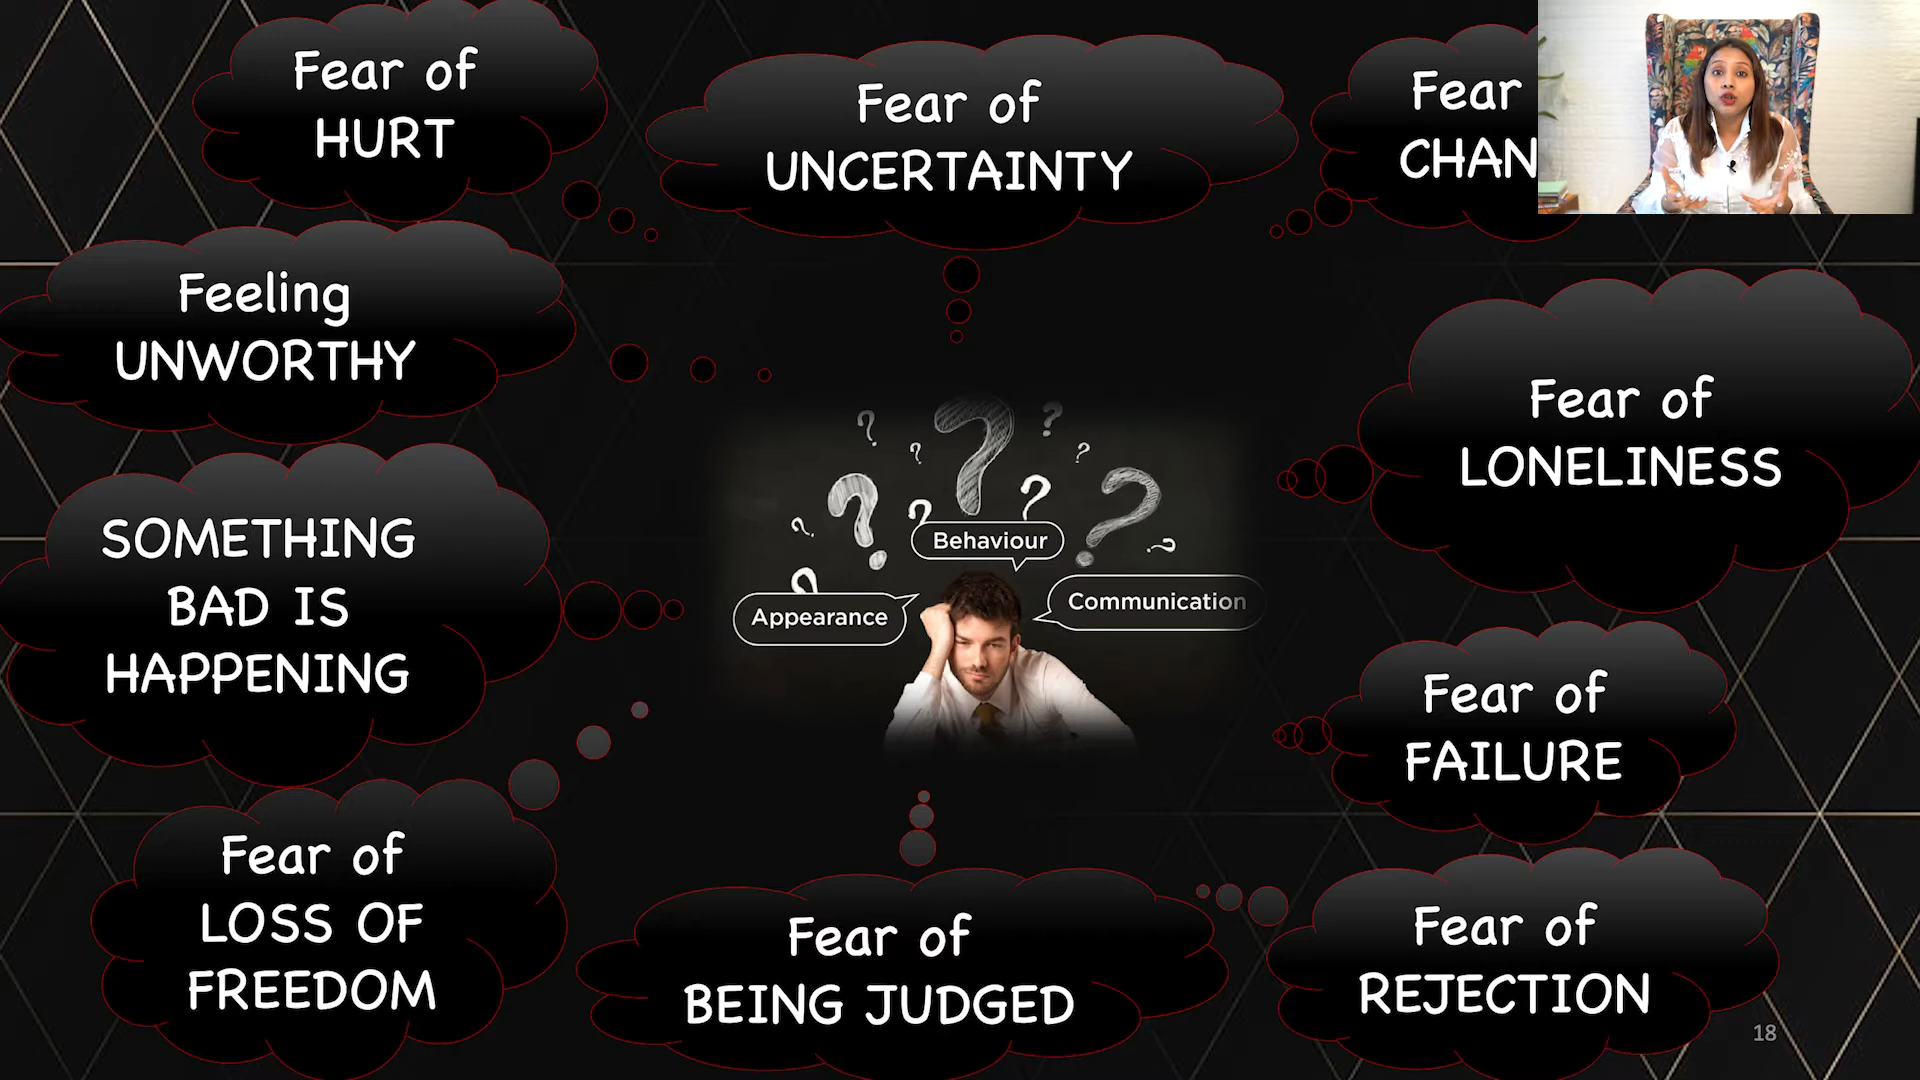 Fear of
HURT
Fear of
UNCERTAINTY
Fear
CHAN
Feeling
UNWORTHY
Fear of
LONELINESS
SOMETHING
BAD IS
HAPPENING
Behaviour
Appearance
Communication
Fear of
FAILURE
Fear of
LOSS OF
FREEDOM
Fear of
BEING JUDGED
Fear of
REJECTION
18